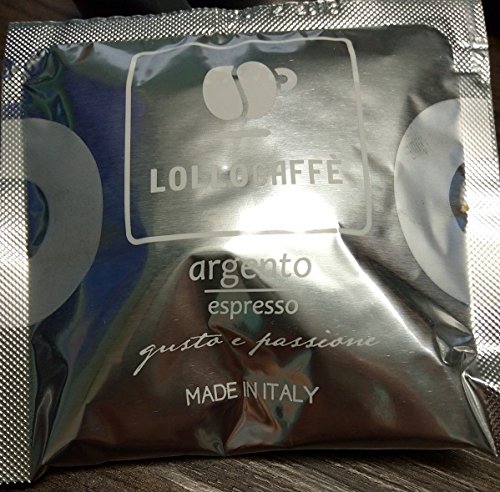 LOLLOCAFFÈ
argento
espresso
gusto e passione
MADE IN ITALY